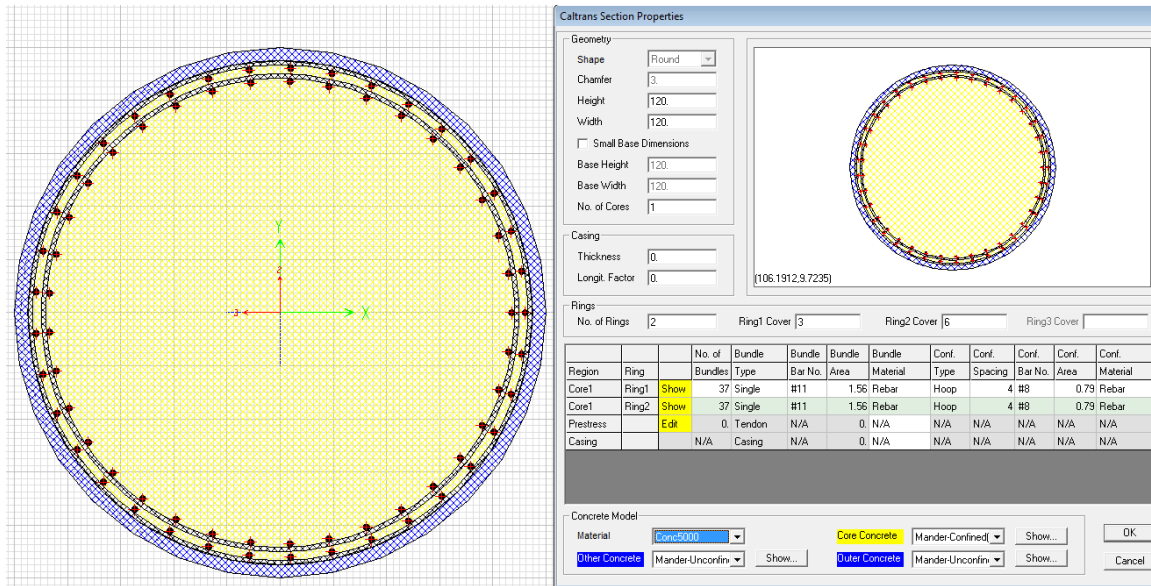 Caltrans Section Properties
Geometry
Shape Round
Chamfer 3.
Height 120.
Width 120.
Small Base Dimensions
Base Height 120.
Base Width 120.
No. of Cores 1
Casing
Thickness 0.
Longit. Factor 0.
(106.1912,9.7235)
Rings
No. of Rings 2 Ring1 Cover 3 Ring2 Cover 6 Ring3 Cover
No. of Bundle Bundle Bundle Bundle Conf. Conf. Conf. Conf. Conf.
Region Ring Bundles Type Bar No. Area Material Type Spacing Bar No. Area Material
Core1 Ring1 Show 37 Single #11 1.56 Rebar Hoop 4 #8 0.79 Rebar
Core1 Ring2 Show 37 Single #11 1.56 Rebar Hoop 4 #8 0.79 Rebar
Prestress Edit 0. Tendon N/A 0. N/A N/A N/A N/A N/A N/A
Casing N/A Casing N/A 0. N/A N/A N/A N/A N/A N/A
Concrete Model
Material Conc5000 Core Concrete Mander-Confined( Show... OK
Other Concrete Mander-Unconfin Show... Outer Concrete Mander-Unconfin Show... Cancel
Y
X
2
3